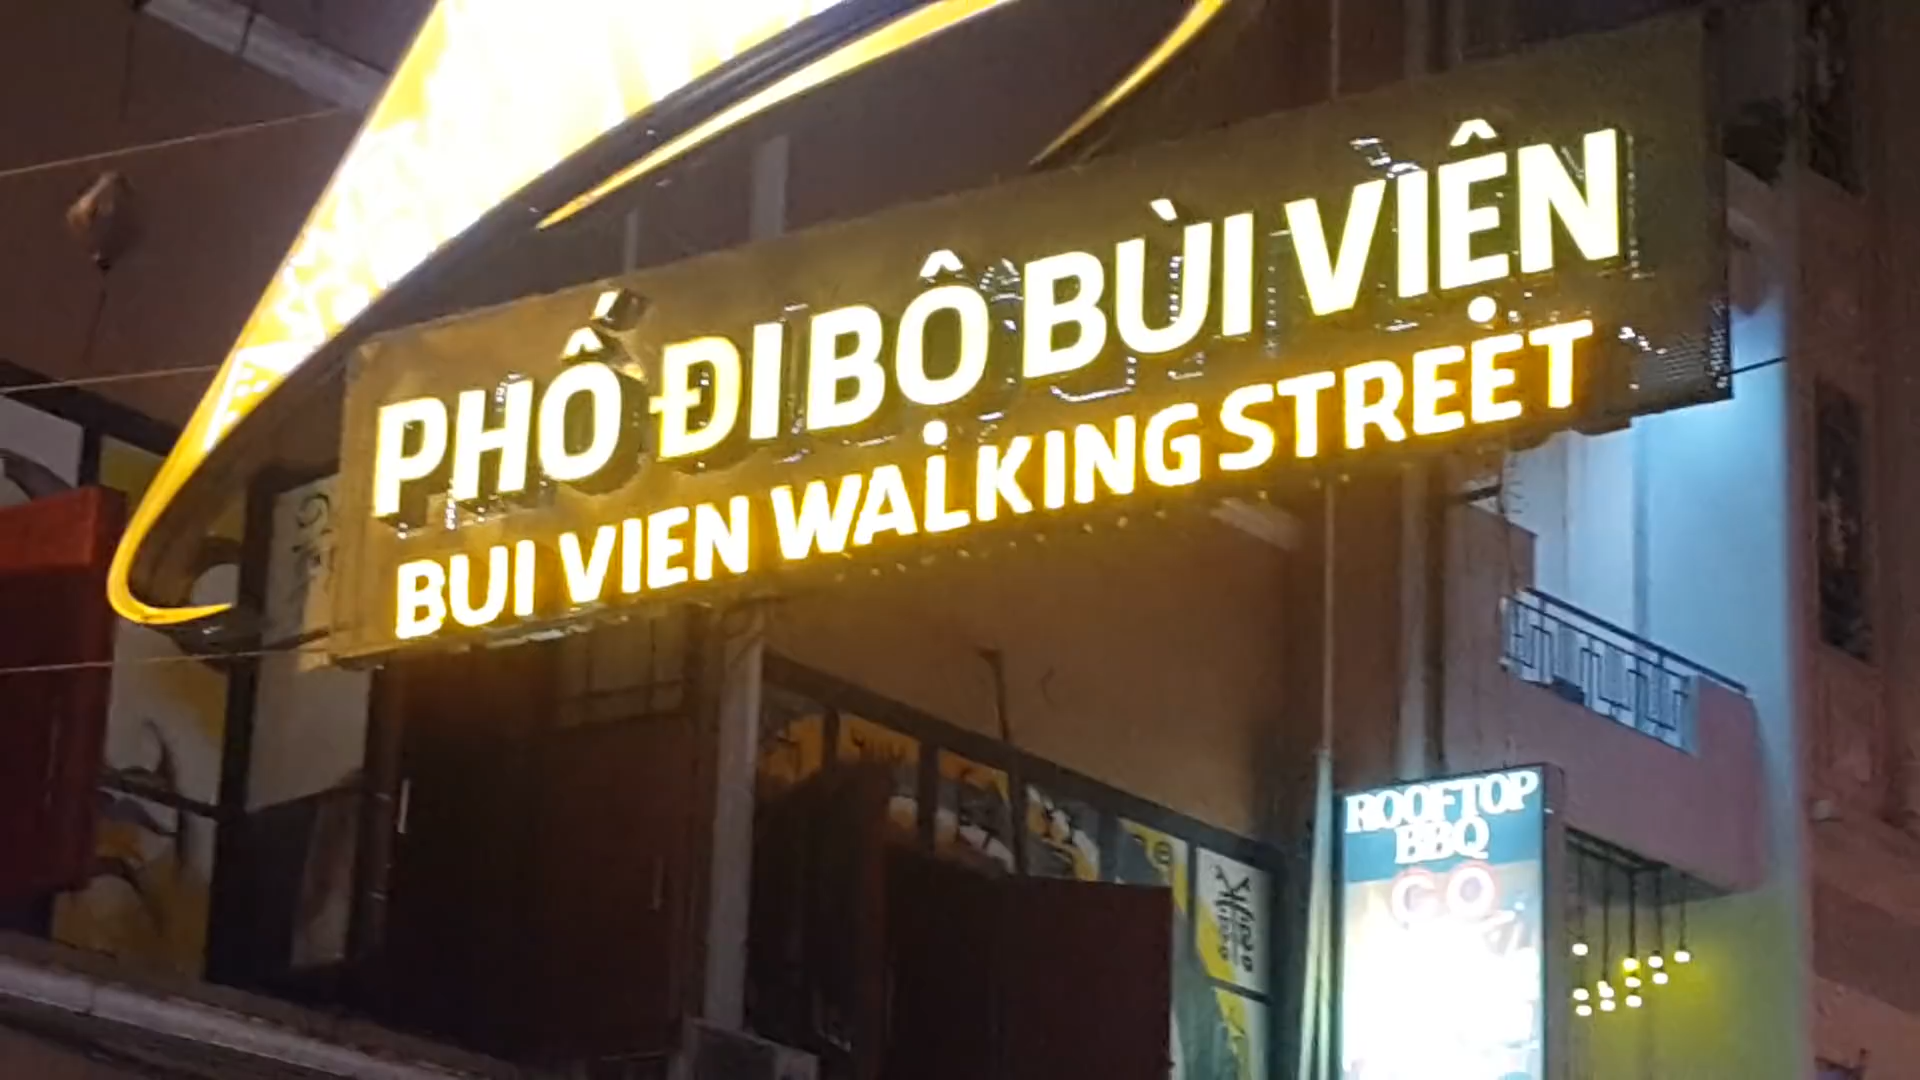 PHỐ ĐI BỘ BÙI VIỆN
BUI VIEN WALKING STREET
ROOFTOP
BBQ